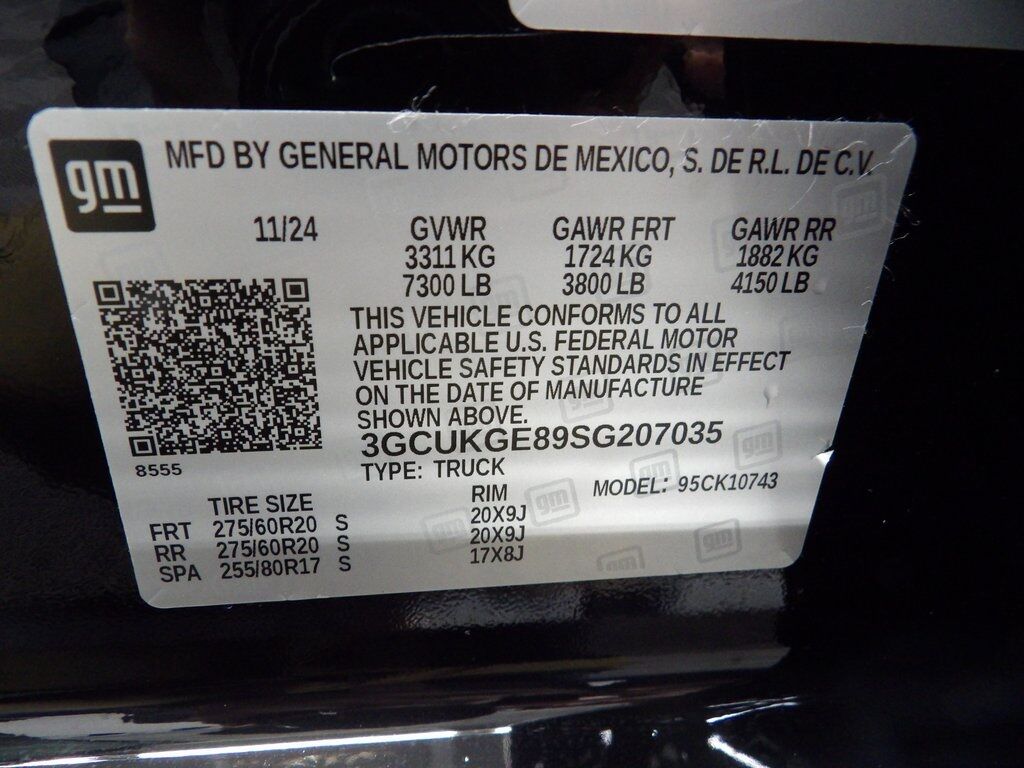 gm MFD BY GENERAL MOTORS DE MEXICO, S. DE R.L. DE C.V.
11/24 GVWR GAWR FRT GAWR RR
3311 KG 1724 KG 1882 KG
7300 LB 3800 LB 4150 LB
THIS VEHICLE CONFORMS TO ALL
APPLICABLE U.S. FEDERAL MOTOR
VEHICLE SAFETY STANDARDS IN EFFECT
ON THE DATE OF MANUFACTURE
SHOWN ABOVE.
3GCUKGE89SG207035
8555 TYPE: TRUCK
MODEL: 95CK10743
TIRE SIZE RIM
FRT 275/60R20 S 20X9J
RR 275/60R20 S 20X9J
SPA 255/80R17 S 17X8J